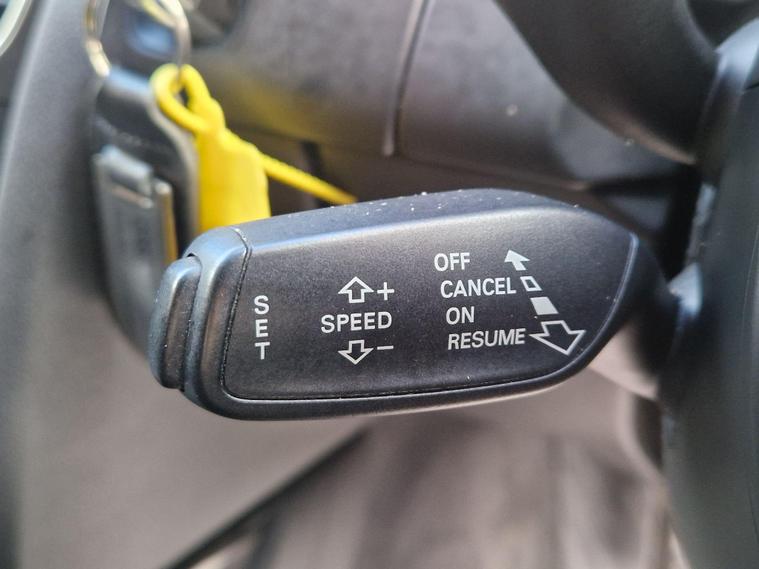 SET
+
SPEED
−
OFF
CANCEL
ON
RESUME